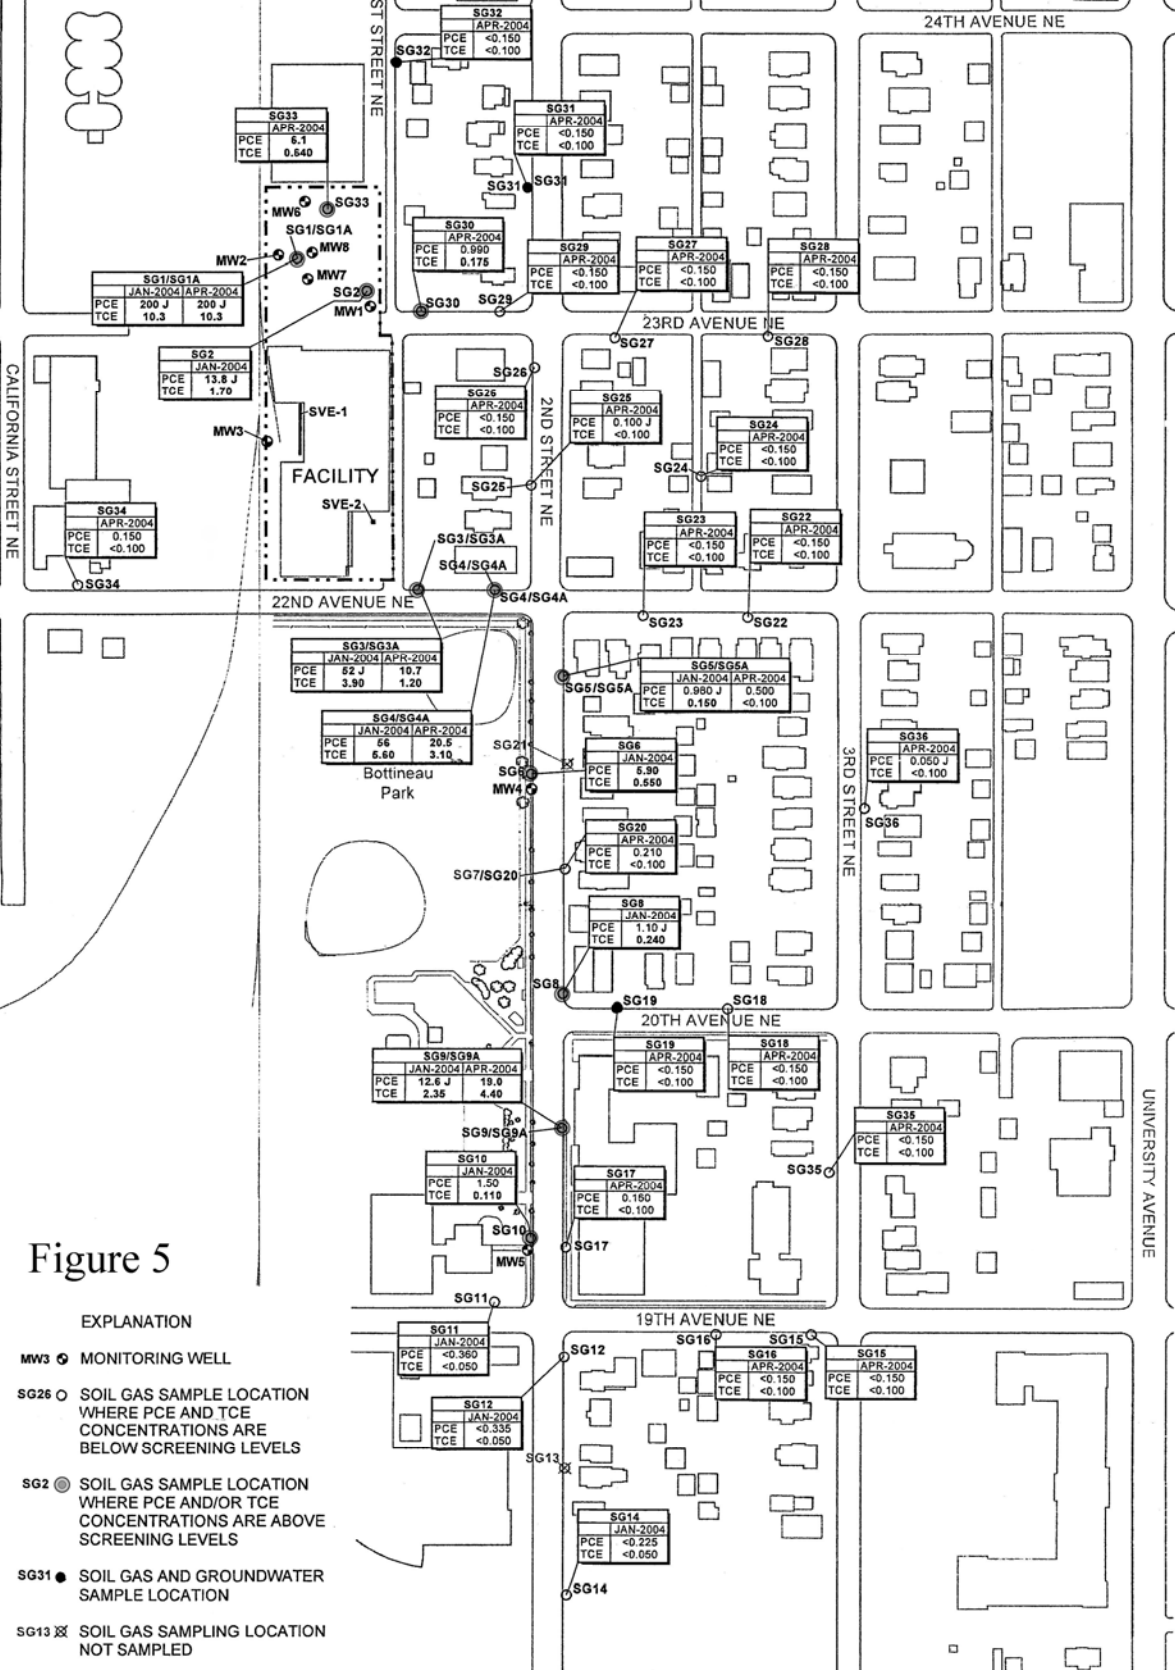 24TH AVENUE NE
ST STREET NE
SG32
APR-2004
PCE <0.150
TCE <0.100
SG32
SG33
APR-2004
PCE 6.1
TCE 0.640
SG31
APR-2004
PCE <0.150
TCE <0.100
SG31 SG31
MW6
SG33
SG1/SG1A
MW8
MW2
MW7
SG2
MW1
SG1/SG1A
JAN-2004 APR-2004
PCE 200 J 200 J
TCE 10.3 10.3
SG30
APR-2004
PCE 0.990
TCE 0.175
SG30
SG29
SG29
APR-2004
PCE <0.150
TCE <0.100
SG27
APR-2004
PCE <0.150
TCE <0.100
SG28
APR-2004
PCE <0.150
TCE <0.100
23RD AVENUE NE
SG27
SG28
SG2
JAN-2004
PCE 13.8 J
TCE 1.70
CALIFORNIA STREET NE
SVE-1
MW3
FACILITY
SVE-2
SG26
SG26
APR-2004
PCE <0.150
TCE <0.100
2ND STREET NE
SG25
APR-2004
PCE 0.100 J
TCE <0.100
SG25
SG24
APR-2004
PCE <0.150
TCE <0.100
SG24
SG34
APR-2004
PCE 0.150
TCE <0.100
SG34
SG23
APR-2004
PCE <0.150
TCE <0.100
SG22
APR-2004
PCE <0.150
TCE <0.100
SG3/SG3A
SG4/SG4A
SG4/SG4A
22ND AVENUE NE
SG23
SG22
SG3/SG3A
JAN-2004 APR-2004
PCE 52 J 10.7
TCE 3.90 1.20
SG4/SG4A
JAN-2004 APR-2004
PCE 56 20.5
TCE 5.60 3.10
Bottineau
Park
SG5/SG5A
SG5/SG5A
JAN-2004 APR-2004
PCE 0.980 J 0.500
TCE 0.150 <0.100
SG21
SG6
MW4
SG6
JAN-2004
PCE 5.90
TCE 0.550
3RD STREET NE
SG36
APR-2004
PCE 0.050 J
TCE <0.100
SG36
SG20
APR-2004
PCE 0.210
TCE <0.100
SG7/SG20
SG8
JAN-2004
PCE 1.10 J
TCE 0.240
SG8
SG19
SG18
20TH AVENUE NE
SG19
APR-2004
PCE <0.150
TCE <0.100
SG18
APR-2004
PCE <0.150
TCE <0.100
SG9/SG9A
JAN-2004 APR-2004
PCE 12.6 J 19.0
TCE 2.35 4.40
SG9/SG9A
SG35
APR-2004
PCE <0.150
TCE <0.100
SG35
UNIVERSITY AVENUE
SG10
JAN-2004
PCE 1.50
TCE 0.110
SG10
MW5
SG17
APR-2004
PCE 0.160
TCE <0.100
SG17
SG11
SG11
JAN-2004
PCE <0.360
TCE <0.050
19TH AVENUE NE
SG16
SG15
SG16
APR-2004
PCE <0.150
TCE <0.100
SG15
APR-2004
PCE <0.150
TCE <0.100
SG12
SG12
JAN-2004
PCE <0.335
TCE <0.050
SG13
SG14
JAN-2004
PCE <0.225
TCE <0.050
SG14
Figure 5
EXPLANATION
MW3 MONITORING WELL
SG26 SOIL GAS SAMPLE LOCATION
WHERE PCE AND TCE
CONCENTRATIONS ARE
BELOW SCREENING LEVELS
SG2 SOIL GAS SAMPLE LOCATION
WHERE PCE AND/OR TCE
CONCENTRATIONS ARE ABOVE
SCREENING LEVELS
SG31 SOIL GAS AND GROUNDWATER
SAMPLE LOCATION
SG13 SOIL GAS SAMPLING LOCATION
NOT SAMPLED